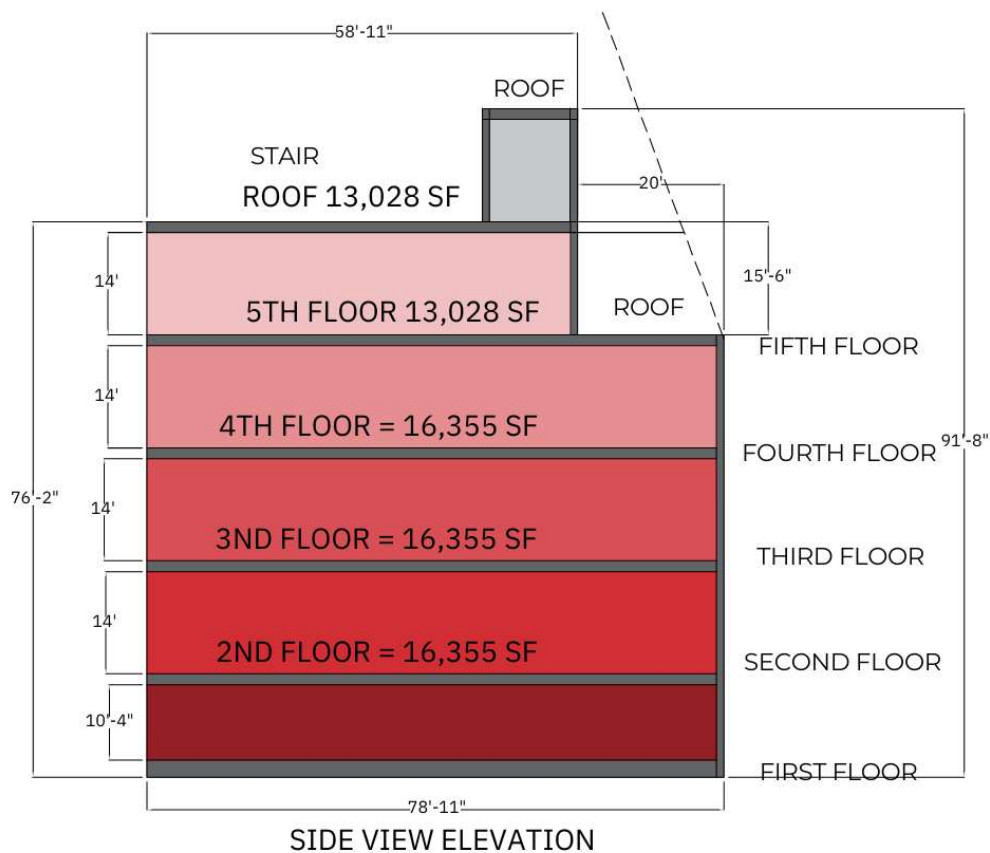 58'-11"
ROOF
STAIR
ROOF 13,028 SF
20'
14'
15'-6"
5TH FLOOR 13,028 SF
ROOF
FIFTH FLOOR
14'
4TH FLOOR = 16,355 SF
FOURTH FLOOR
91'-8"
76'-2"
14'
3ND FLOOR = 16,355 SF
THIRD FLOOR
14'
2ND FLOOR = 16,355 SF
SECOND FLOOR
10'-4"
FIRST FLOOR
78'-11"
SIDE VIEW ELEVATION